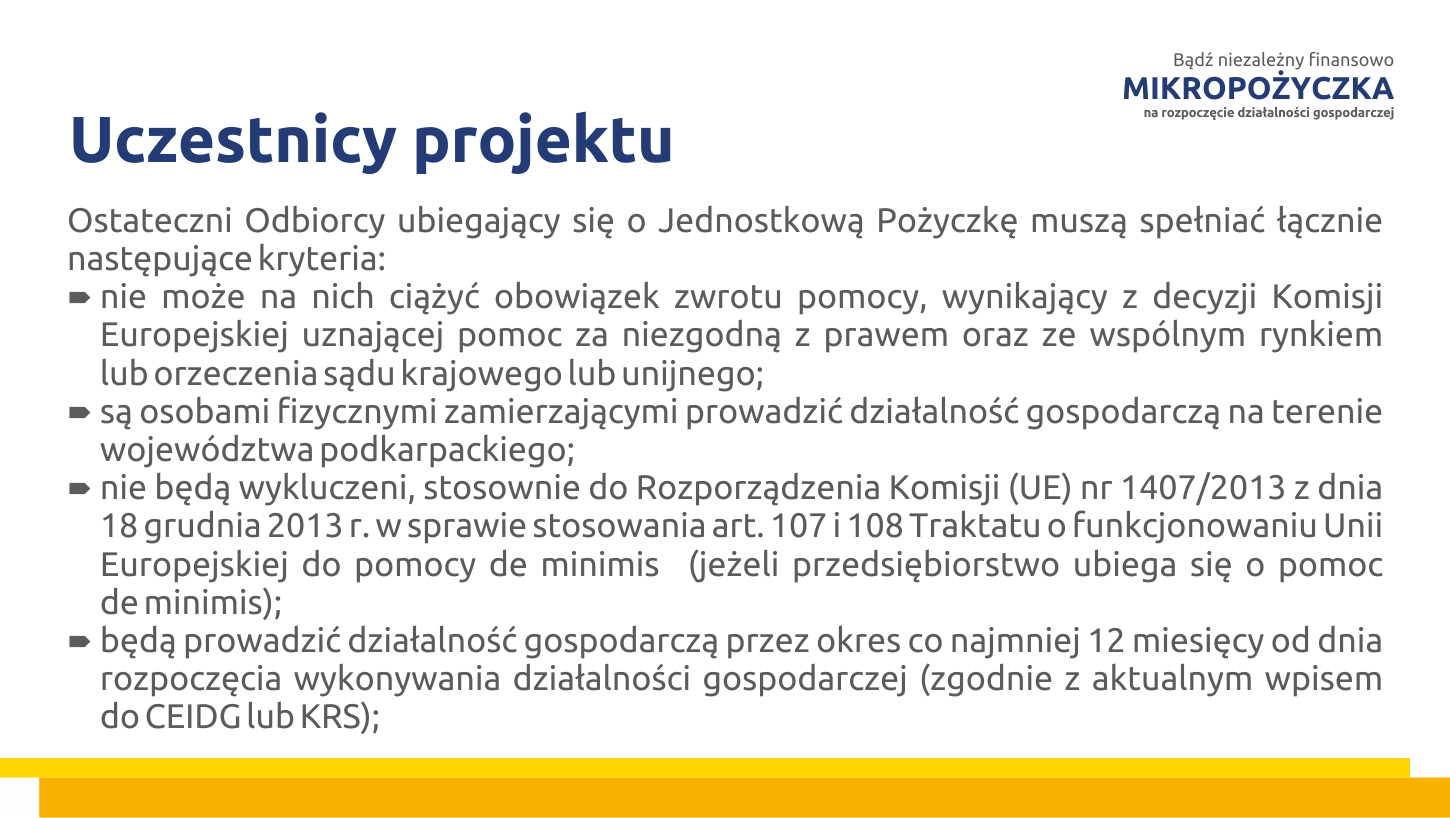 Bądź niezależny finansowo
MIKROPOŻYCZKA
na rozpoczęcie działalności gospodarczej
Uczestnicy projektu
Ostateczni Odbiorcy ubiegający się o Jednostkową Pożyczkę muszą spełniać łącznie
następujące kryteria:
nie może na nich ciążyć obowiązek zwrotu pomocy, wynikający z decyzji Komisji
Europejskiej uznającej pomoc za niezgodną z prawem oraz ze wspólnym rynkiem
lub orzeczenia sądu krajowego lub unijnego;
są osobami fizycznymi zamierzającymi prowadzić działalność gospodarczą na terenie
województwa podkarpackiego;
nie będą wykluczeni, stosownie do Rozporządzenia Komisji (UE) nr 1407/2013 z dnia
18 grudnia 2013 r. w sprawie stosowania art. 107 i 108 Traktatu o funkcjonowaniu Unii
Europejskiej do pomocy de minimis (jeżeli przedsiębiorstwo ubiega się o pomoc
de minimis);
będą prowadzić działalność gospodarczą przez okres co najmniej 12 miesięcy od dnia
rozpoczęcia wykonywania działalności gospodarczej (zgodnie z aktualnym wpisem
do CEIDG lub KRS);